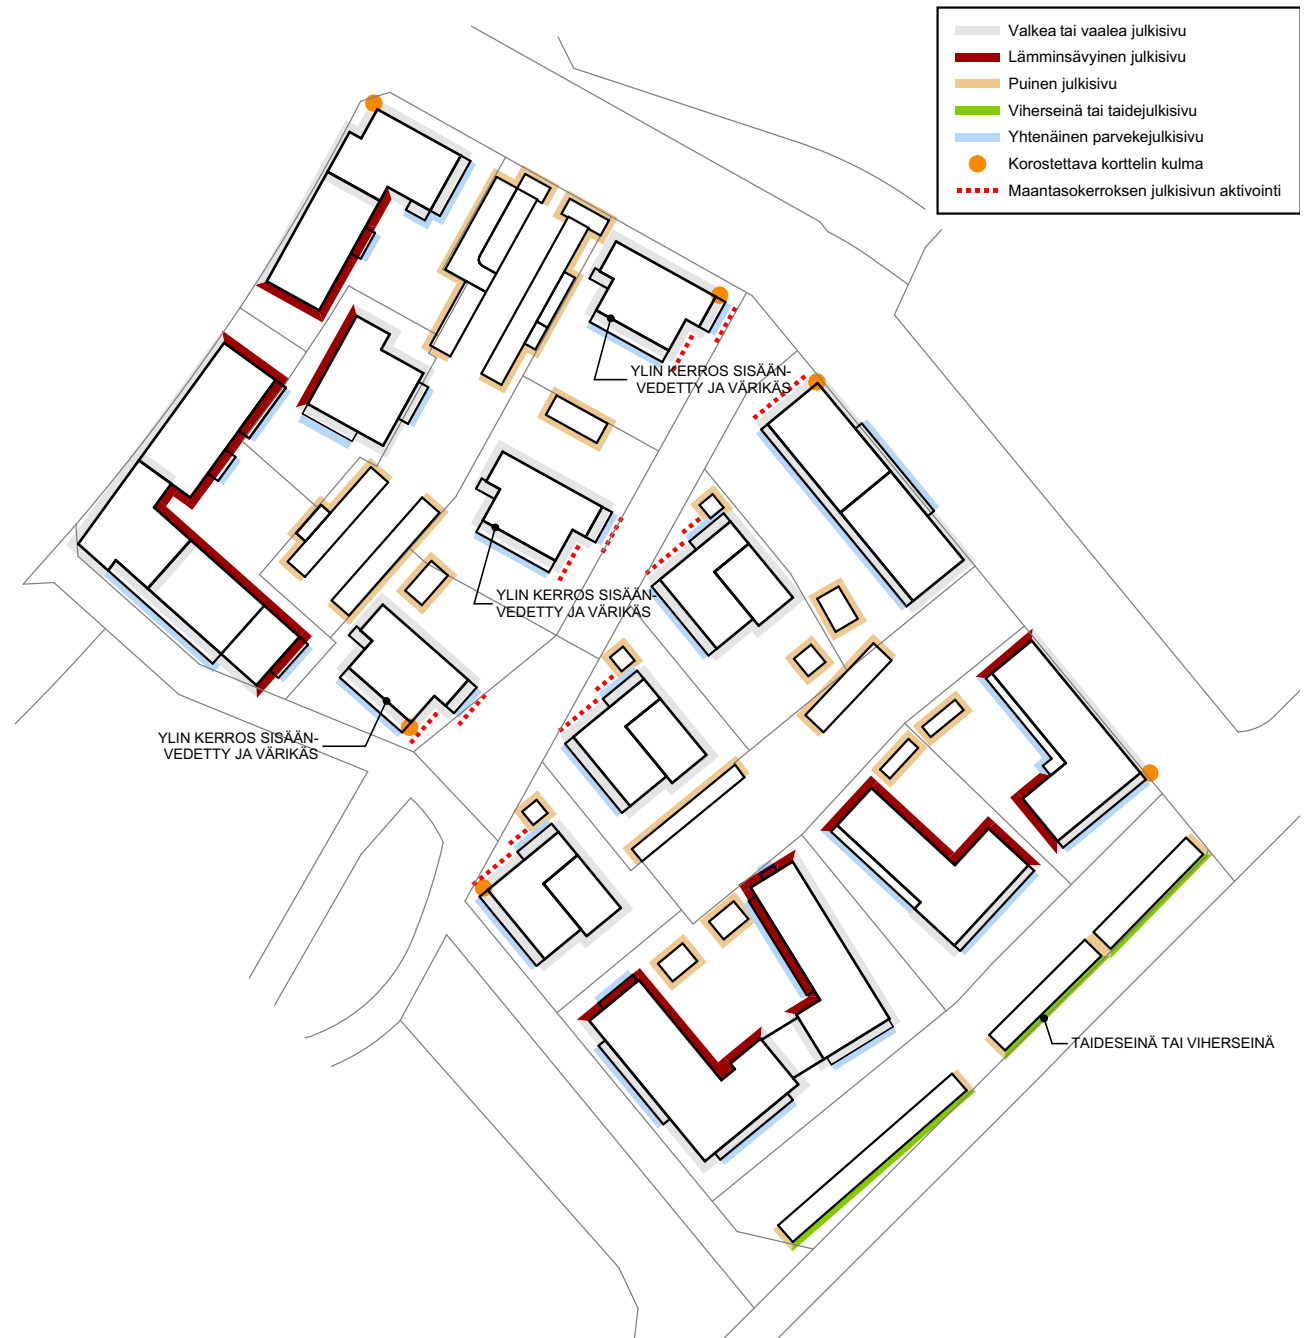 Valkea tai vaalea julkisivu
Lämminsävyinen julkisivu
Puinen julkisivu
Viherseinä tai taidejulkisivu
Yhtenäinen parvekejulkisivu
Korostettava korttelin kulma
Maantasokerroksen julkisivun aktivointi
YLIN KERROS SISÄÄN-
VEDETTY JA VÄRIKÄS
YLIN KERROS SISÄÄN-
VEDETTY JA VÄRIKÄS
YLIN KERROS SISÄÄN-
VEDETTY JA VÄRIKÄS
TAIDESEINÄ TAI VIHERSEINÄ